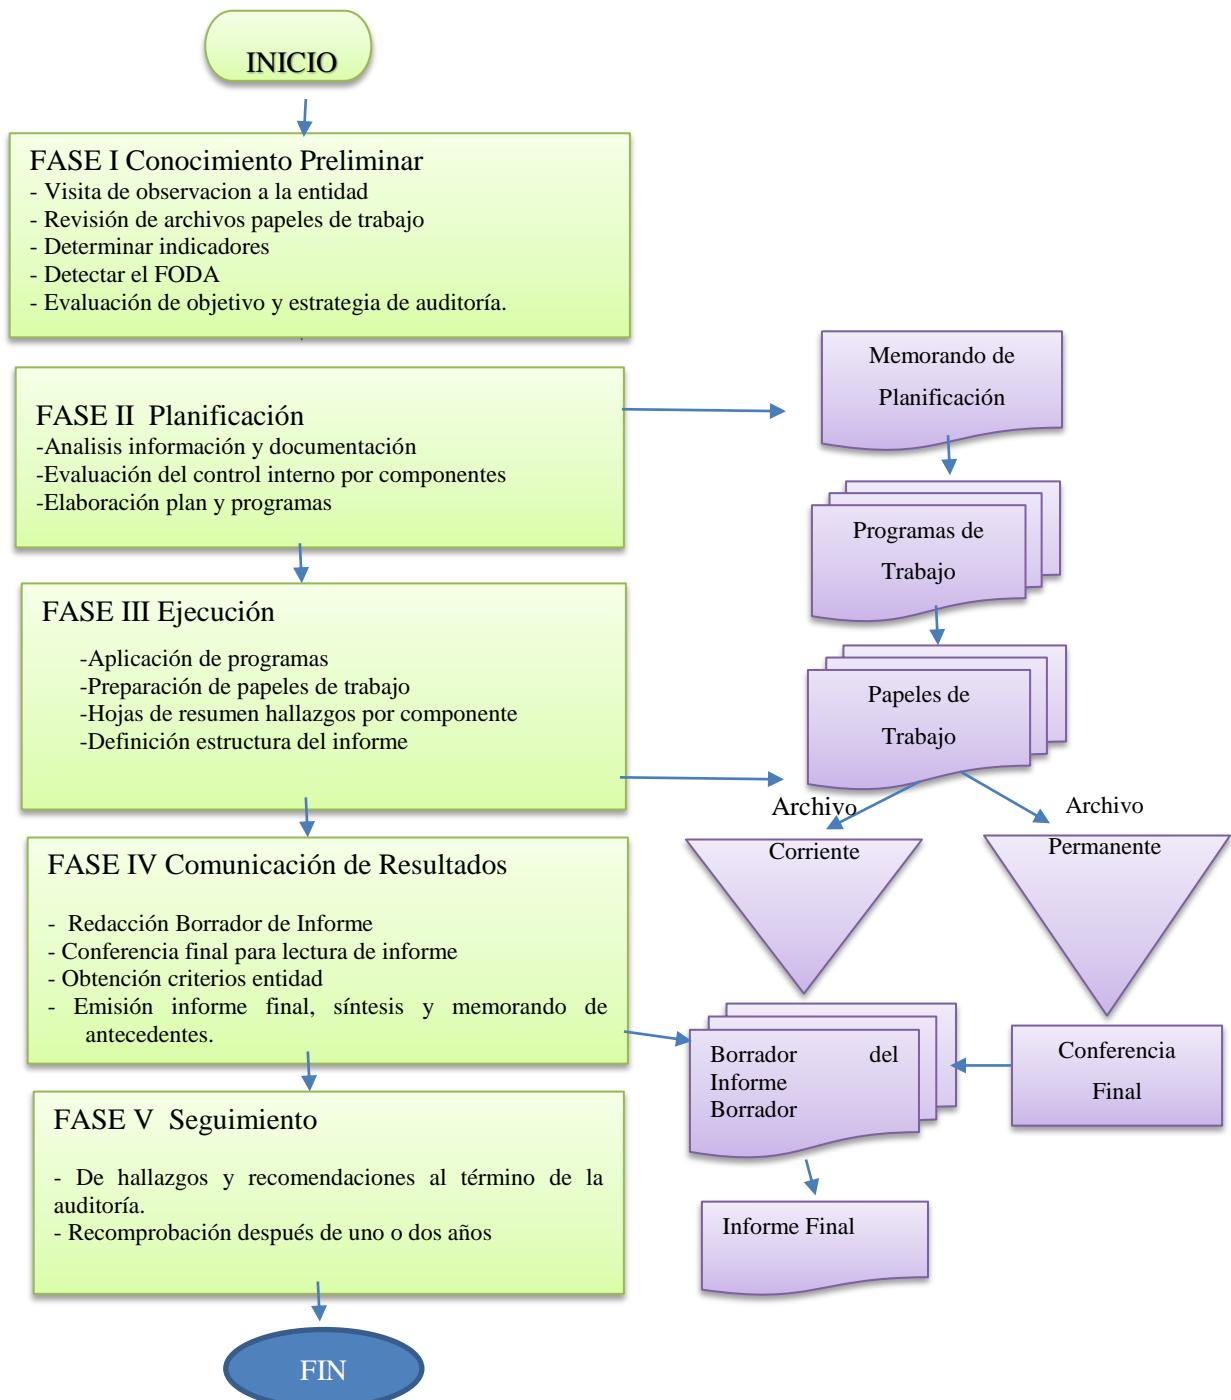 INICIO
FASE I Conocimiento Preliminar
- Visita de observacion a la entidad
- Revisión de archivos papeles de trabajo
- Determinar indicadores
- Detectar el FODA
- Evaluación de objetivo y estrategia de auditoría.
FASE II  Planificación
-Analisis información y documentación
-Evaluación del control interno por componentes
-Elaboración plan y programas
FASE III Ejecución
-Aplicación de programas
-Preparación de papeles de trabajo
-Hojas de resumen hallazgos por componente
-Definición estructura del informe
FASE IV Comunicación de Resultados
-  Redacción Borrador de Informe
- Conferencia final para lectura de informe
- Obtención criterios entidad
- Emisión informe final, síntesis y memorando de
antecedentes.
FASE V  Seguimiento
- De hallazgos y recomendaciones al término de la
auditoría.
- Recomprobación después de uno o dos años
FIN
Memorando de
Planificación
Programas de
Trabajo
Papeles de
Trabajo
Archivo
Corriente
Archivo
Permanente
Borrador del
Informe
Borrador
Conferencia
Final
Informe Final